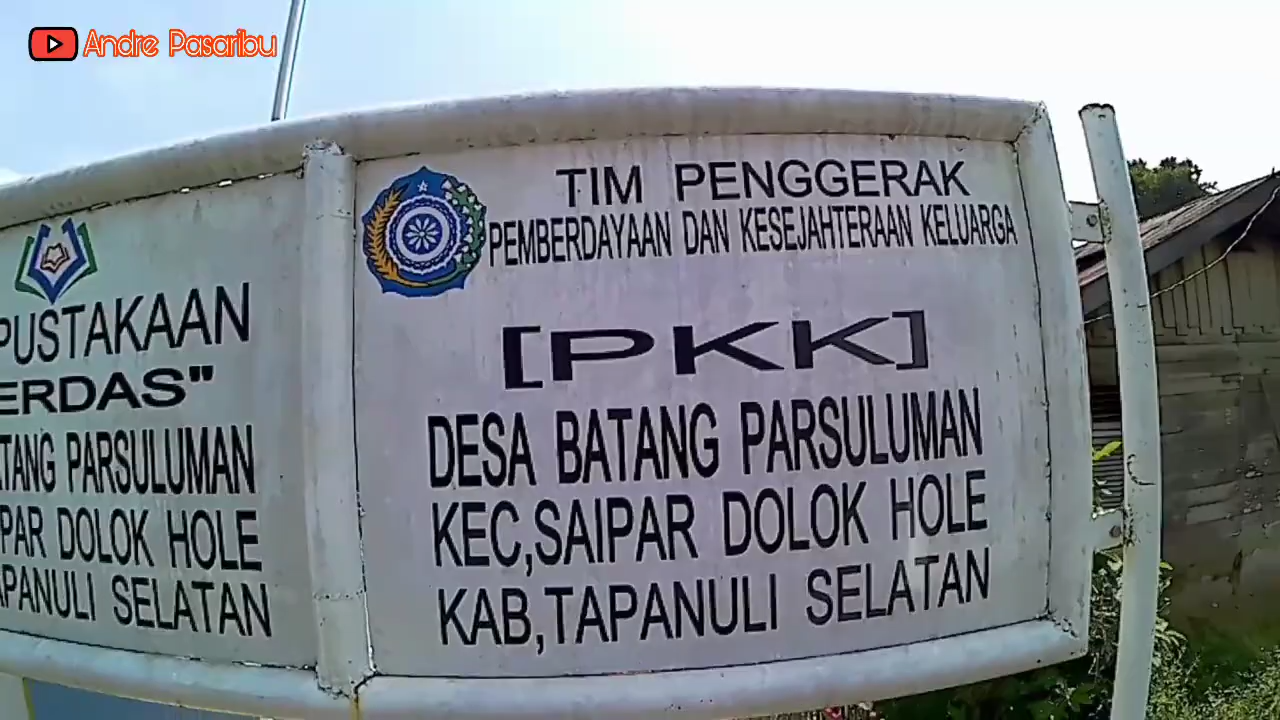 Andre Pasaribu
PUSTAKAAN
ERDAS"
TANG PARSULUMAN
PAR DOLOK HOLE
APANULI SELATAN
TIM PENGGERAK
PEMBERDAYAAN DAN KESEJAHTERAAN KELUARGA
[PKK]
DESA BATANG PARSULUMAN
KEC,SAIPAR DOLOK HOLE
KAB,TAPANULI SELATAN